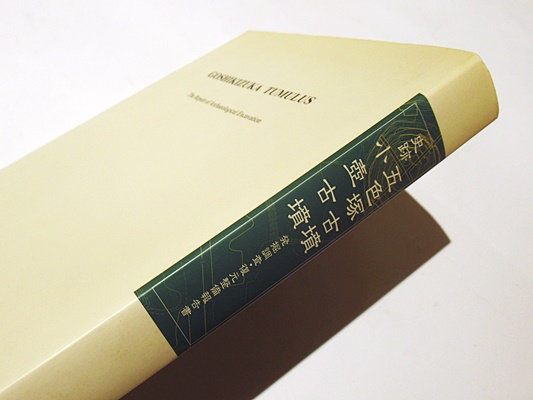 GOSHIKIZUKA TUMULUS
The Report of Archaeological Excavation
史跡
五色塚古墳
小壺古墳
発掘調査・復元整備報告書